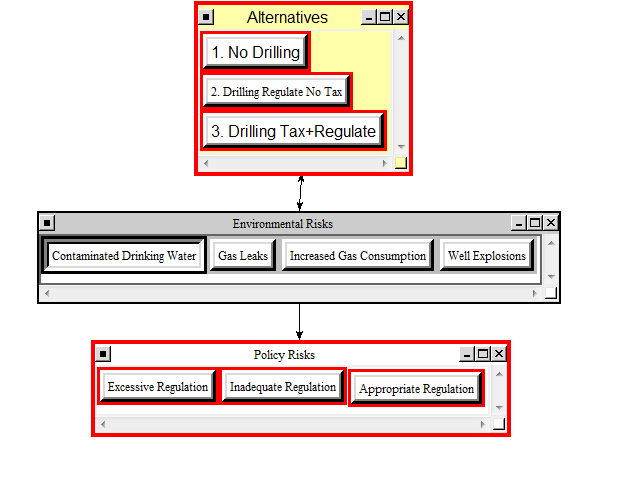 Alternatives
1. No Drilling
2. Drilling Regulate No Tax
3. Drilling Tax+Regulate
Environmental Risks
Contaminated Drinking Water Gas Leaks Increased Gas Consumption Well Explosions
Policy Risks
Excessive Regulation Inadequate Regulation Appropriate Regulation